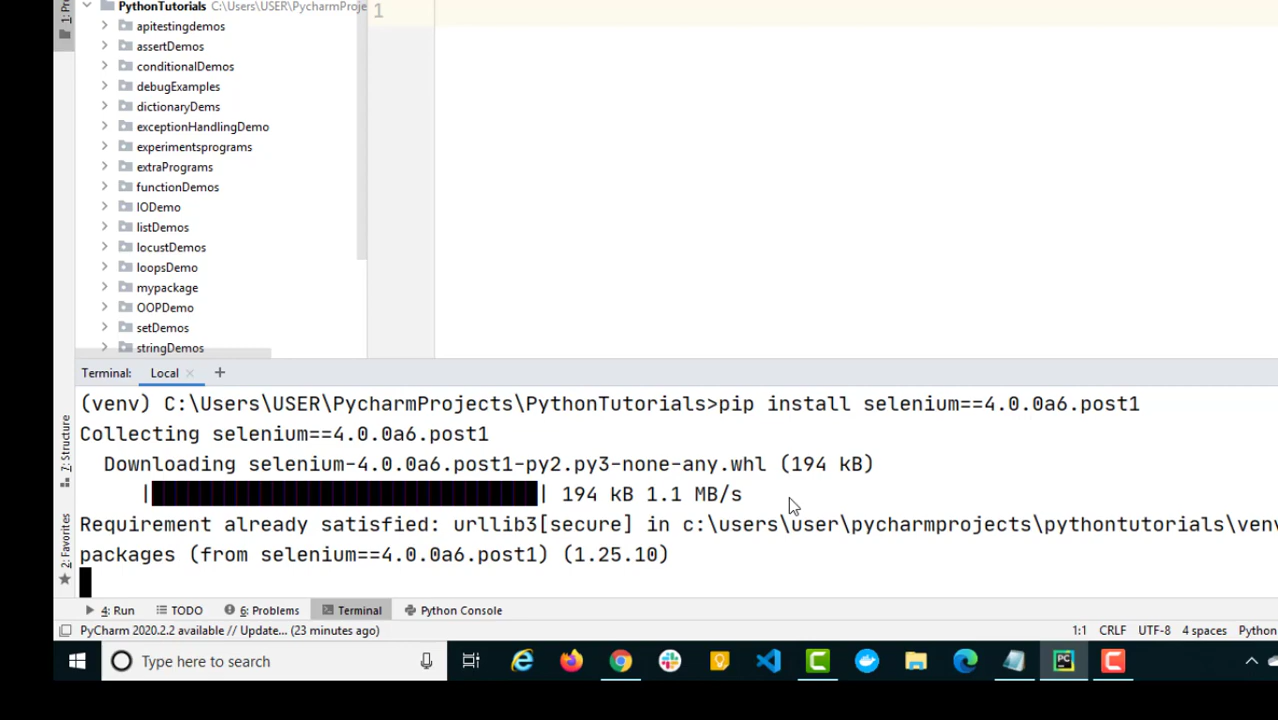 1: Pr
PythonTutorials C:\Users\USER\PycharmProje
1
apitestingdemos
assertDemos
conditionalDemos
debugExamples
dictionaryDems
exceptionHandlingDemo
experimentsprograms
extraPrograms
functionDemos
IODemo
listDemos
locustDemos
loopsDemo
mypackage
OOPDemo
setDemos
stringDemos
Terminal: Local × +
7: Structure
2: Favorites
(venv) C:\Users\USER\PycharmProjects\PythonTutorials>pip install selenium==4.0.0a6.post1
Collecting selenium==4.0.0a6.post1
Downloading selenium-4.0.0a6.post1-py2.py3-none-any.whl (194 kB)
| | 194 kB 1.1 MB/s
Requirement already satisfied: urllib3[secure] in c:\users\user\pycharmprojects\pythontutorials\venv
packages (from selenium==4.0.0a6.post1) (1.25.10)
4: Run TODO 6: Problems Terminal Python Console
PyCharm 2020.2.2 available // Update... (23 minutes ago) 1:1 CRLF UTF-8 4 spaces Python
Type here to search